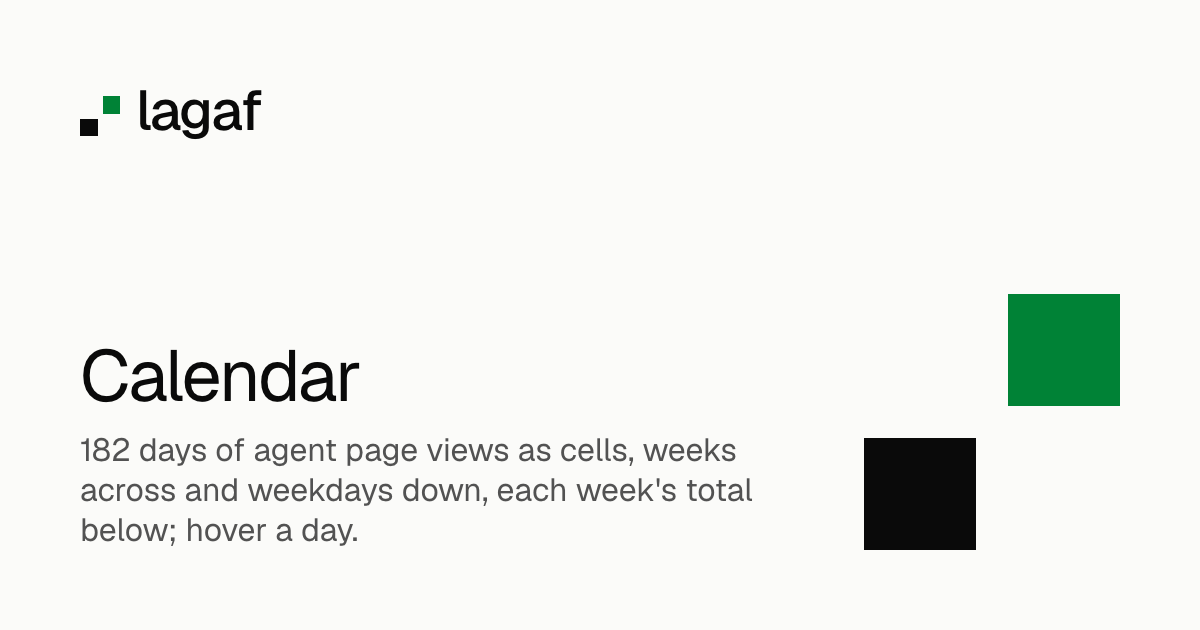 lagaf
Calendar
182 days of agent page views as cells, weeks
across and weekdays down, each week's total
below; hover a day.